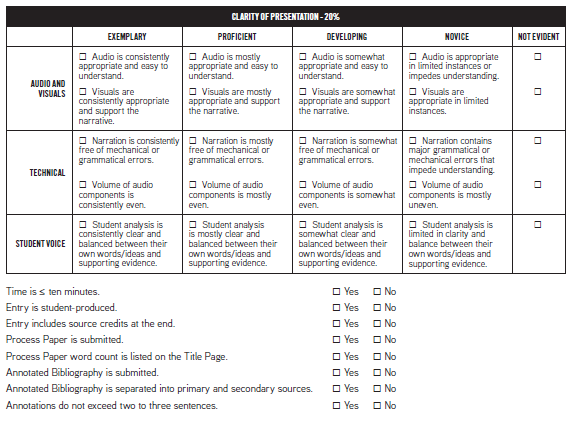 CLARITY OF PRESENTATION - 20%
EXEMPLARY PROFICIENT DEVELOPING NOVICE NOT EVIDENT
AUDIO AND
VISUALS
☐ Audio is consistently
appropriate and easy to
understand.
☐ Visuals are
consistently appropriate
and support the
narrative.
☐ Audio is mostly
appropriate and easy to
understand.
☐ Visuals are mostly
appropriate and support
the narrative.
☐ Audio is somewhat
appropriate and easy to
understand.
☐ Visuals are somewhat
appropriate and support
the narrative.
☐ Audio is appropriate
in limited instances or
impedes understanding.
☐ Visuals are
appropriate in limited
instances.
☐
☐
TECHNICAL
☐ Narration is consistently
free of mechanical or
grammatical errors.
☐ Volume of audio
components is
consistently even.
☐ Narration is mostly
free of mechanical or
grammatical errors.
☐ Volume of audio
components is mostly
even.
☐ Narration is somewhat
free of mechanical or
grammatical errors.
☐ Volume of audio
components is somewhat
even.
☐ Narration contains
major grammatical or
mechanical errors that
impede understanding.
☐ Volume of audio
components is mostly
uneven.
☐
☐
STUDENT VOICE
☐ Student analysis is
consistently clear and
balanced between their
own words/ideas and
supporting evidence.
☐ Student analysis
is mostly clear and
balanced between their
own words/ideas and
supporting evidence.
☐ Student analysis is
somewhat clear and
balanced between their
own words/ideas and
supporting evidence.
☐ Student analysis is
limited in clarity and
balance between their
own words/ideas and
supporting evidence.
☐
Time is ≤ ten minutes. ☐ Yes ☐ No
Entry is student-produced. ☐ Yes ☐ No
Entry includes source credits at the end. ☐ Yes ☐ No
Process Paper is submitted. ☐ Yes ☐ No
Process Paper word count is listed on the Title Page. ☐ Yes ☐ No
Annotated Bibliography is submitted. ☐ Yes ☐ No
Annotated Bibliography is separated into primary and secondary sources. ☐ Yes ☐ No
Annotations do not exceed two to three sentences. ☐ Yes ☐ No